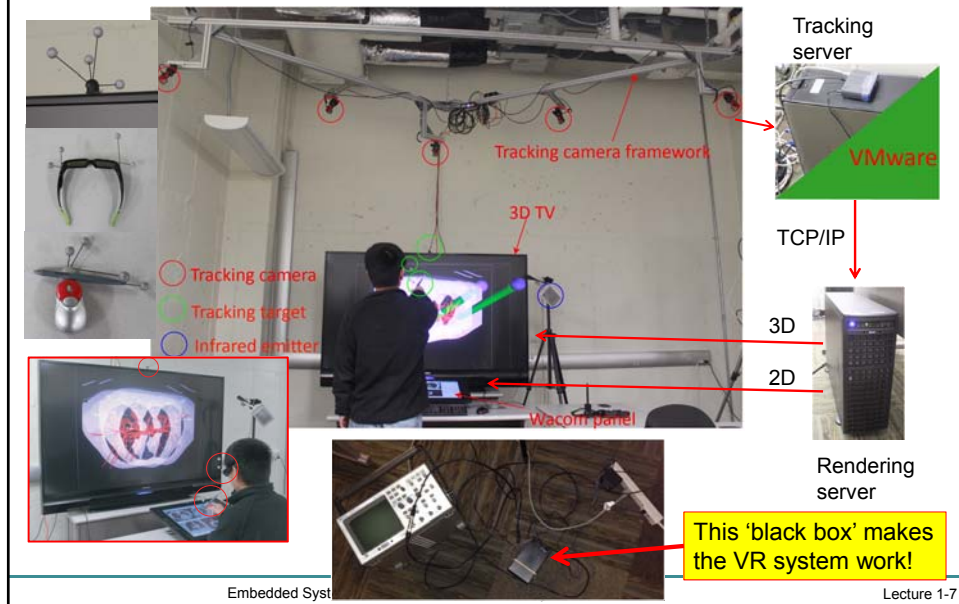 Tracking
server
Tracking camera framework
VMware
3D TV
TCP/IP
Tracking camera
Tracking target
Infrared emitter
3D
2D
Wacom panel
Rendering
server
This ‘black box’ makes
the VR system work!
Embedded Syst
Lecture 1-7